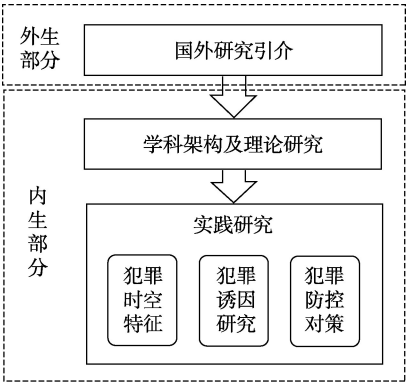 外生
部分
国外研究引介
学科架构及理论研究
内
生
部
分
实践研究
犯罪
时空
特征
犯罪
诱因
研究
犯罪
防控
对策